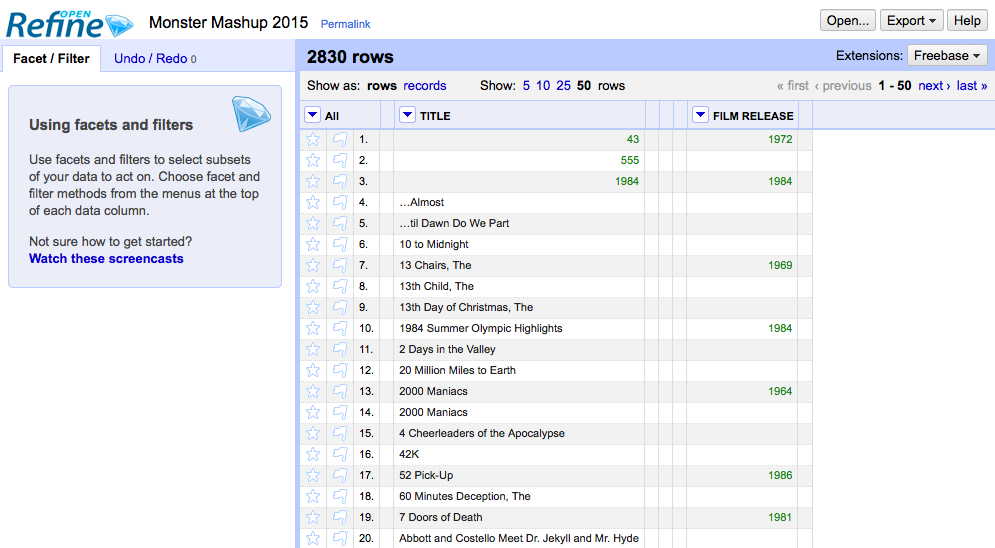 OPEN
Refine
Monster Mashup 2015 Permalink
Open... Export Help
Facet / Filter Undo / Redo 0
2830 rows
Extensions: Freebase
Show as: rows records Show: 5 10 25 50 rows
« first ‹ previous 1 - 50 next › last »
Using facets and filters
Use facets and filters to select subsets
of your data to act on. Choose facet and
filter methods from the menus at the top
of each data column.
Not sure how to get started?
Watch these screencasts
All TITLE FILM RELEASE
1. 43 1972
2. 555
3. 1984 1984
4. …Almost
5. …til Dawn Do We Part
6. 10 to Midnight
7. 13 Chairs, The 1969
8. 13th Child, The
9. 13th Day of Christmas, The
10. 1984 Summer Olympic Highlights 1984
11. 2 Days in the Valley
12. 20 Million Miles to Earth
13. 2000 Maniacs 1964
14. 2000 Maniacs
15. 4 Cheerleaders of the Apocalypse
16. 42K
17. 52 Pick-Up 1986
18. 60 Minutes Deception, The
19. 7 Doors of Death 1981
20. Abbott and Costello Meet Dr. Jekyll and Mr. Hyde